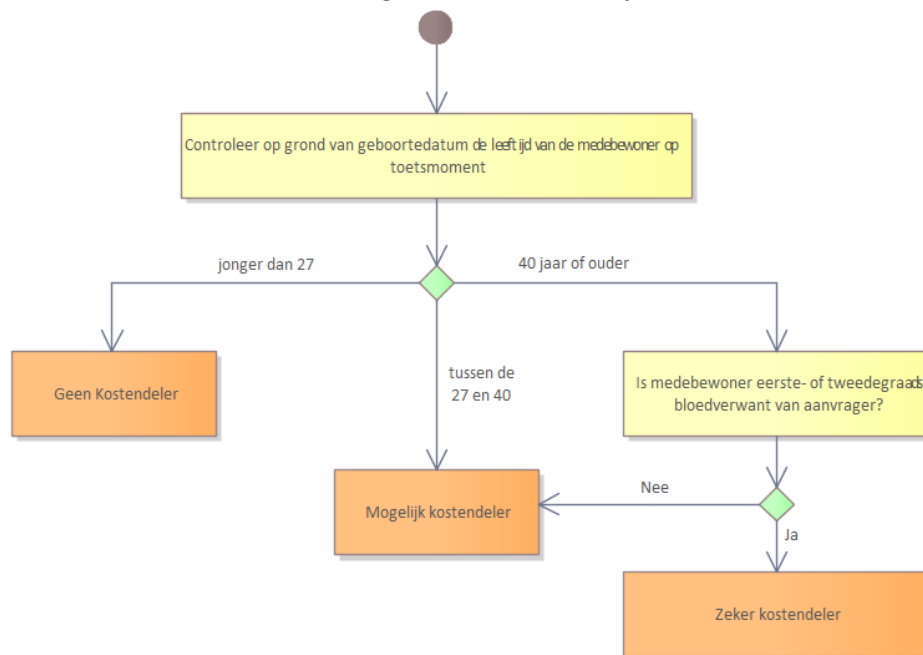 Controleer op grond van geboortedatum de leeftijd van de medebewoner op
toetsmoment
jonger dan 27
40 jaar of ouder
Geen Kostendeler
tussen de
27 en 40
Is medebewoner eerste- of tweedegraads
bloedverwant van aanvrager?
Mogelijk kostendeler
Nee
Ja
Zeker kostendeler